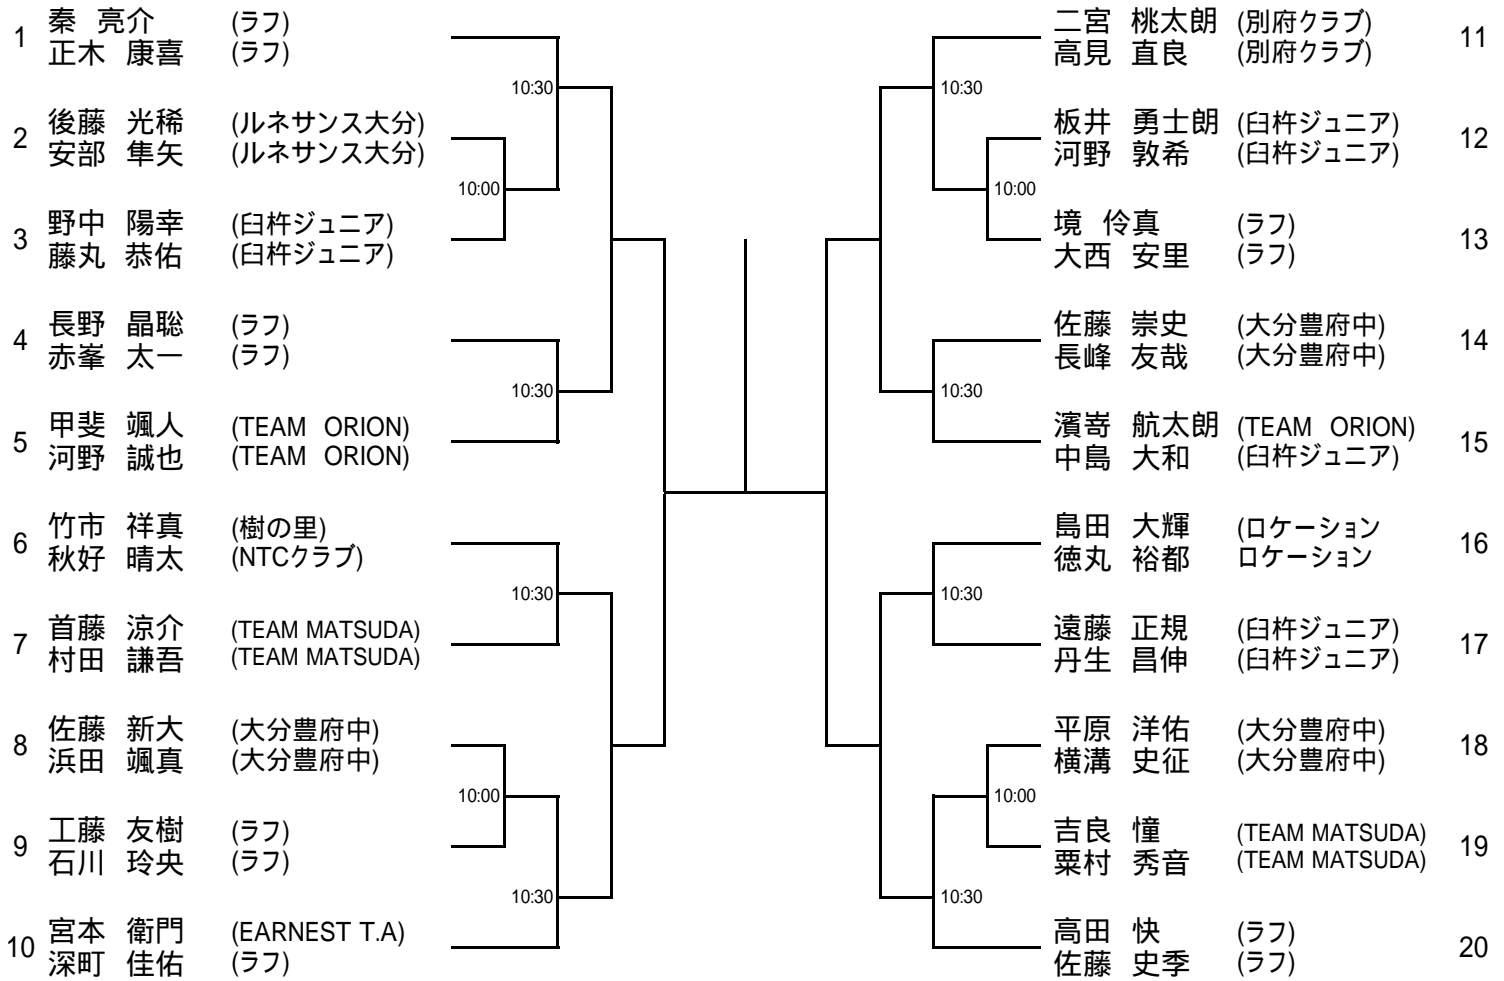 1 秦 亮介 (ラフ)
正木 康喜 (ラフ)
10:30
2 後藤 光稀 (ルネサンス大分)
安部 隼矢 (ルネサンス大分)
10:00
3 野中 陽幸 (臼杵ジュニア)
藤丸 恭佑 (臼杵ジュニア)
4 長野 晶聡 (ラフ)
赤峯 太一 (ラフ)
10:30
5 甲斐 颯人 (TEAM ORION)
河野 誠也 (TEAM ORION)
6 竹市 祥真 (樹の里)
秋好 晴太 (NTCクラブ)
10:30
7 首藤 涼介 (TEAM MATSUDA)
村田 謙吾 (TEAM MATSUDA)
8 佐藤 新大 (大分豊府中)
浜田 颯真 (大分豊府中)
10:00
9 工藤 友樹 (ラフ)
石川 玲央 (ラフ)
10:30
10 宮本 衛門 (EARNEST T.A)
深町 佳佑 (ラフ)
二宮 桃太朗 (別府クラブ) 11
高見 直良 (別府クラブ)
10:30
板井 勇士朗 (臼杵ジュニア) 12
河野 敦希 (臼杵ジュニア)
10:00
境 伶真 (ラフ) 13
大西 安里 (ラフ)
佐藤 崇史 (大分豊府中) 14
長峰 友哉 (大分豊府中)
10:30
濱嵜 航太朗 (TEAM ORION) 15
中島 大和 (臼杵ジュニア)
島田 大輝 (ロケーション 16
徳丸 裕都 ロケーション
10:30
遠藤 正規 (臼杵ジュニア) 17
丹生 昌伸 (臼杵ジュニア)
平原 洋佑 (大分豊府中) 18
横溝 史征 (大分豊府中)
10:00
吉良 憧 (TEAM MATSUDA) 19
粟村 秀音 (TEAM MATSUDA)
10:30
高田 快 (ラフ) 20
佐藤 史季 (ラフ)